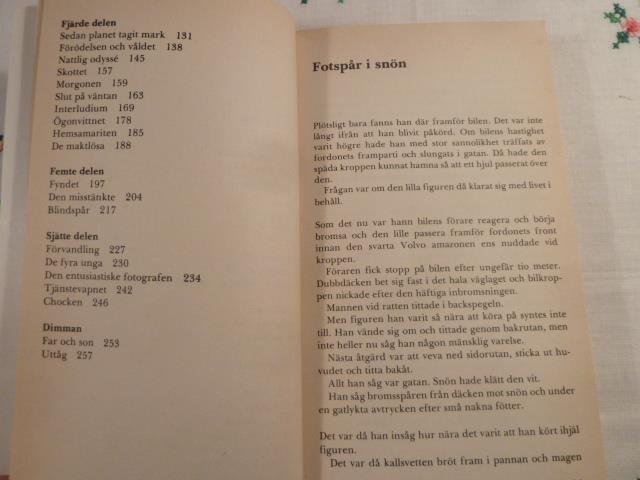 Fjärde delen
Sedan planet tagit mark 131
Förödelsen och våldet 138
Nattlig odyssé 145
Skottet 157
Morgonen 159
Slut på väntan 163
Interludium 169
Ögonvittnet 178
Hemsamariten 185
De maktlösa 188
Femte delen
Fyndet 197
Den misstänkte 204
Blindspår 217
Sjätte delen
Förvandling 227
De fyra unga 230
Den entusiastiske fotografen 234
Tjänstevapnet 242
Chocken 246
Dimman
Far och son 253
Uttåg 257
Fotspår i snön
Plötsligt bara fanns han där framför bilen. Det var inte
långt ifrån att han blivit påkörd. Om bilens hastighet
varit högre hade han med stor sannolikhet träffats av
fordonets framparti och slungats i gatan. Då hade den
späda kroppen kunnat hamna så att ett hjul passerat över
den.
Frågan var om den lilla figuren då klarat sig med livet i
behåll.
Som det nu var hann bilens förare reagera och börja
bromsa och den lille passera framför fordonets front
innan den svarta Volvo amazonen ens nuddade vid
kroppen.
Föraren fick stopp på bilen efter ungefär tio meter.
Dubbdäcken bet sig fast i det hala väglaget och bilkrop-
pen nickade efter den häftiga inbromsningen.
Mannen vid ratten tittade i backspegeln.
Men figuren han varit så nära att köra på syntes inte
till. Han vände sig om och tittade genom bakrutan, men
inte heller nu såg han någon mänsklig varelse.
Nästa åtgärd var att veva ned sidorutan, sticka ut hu-
vudet och titta bakåt.
Allt han såg var gatan. Snön hade klätt den vit.
Han såg bromsspåren från däcken mot snön och under
en gatlykta avtrycken efter små nakna fötter.
Det var då han insåg hur nära det varit att han kört ihjäl
figuren.
Det var då kallsvetten bröt fram i pannan och magen